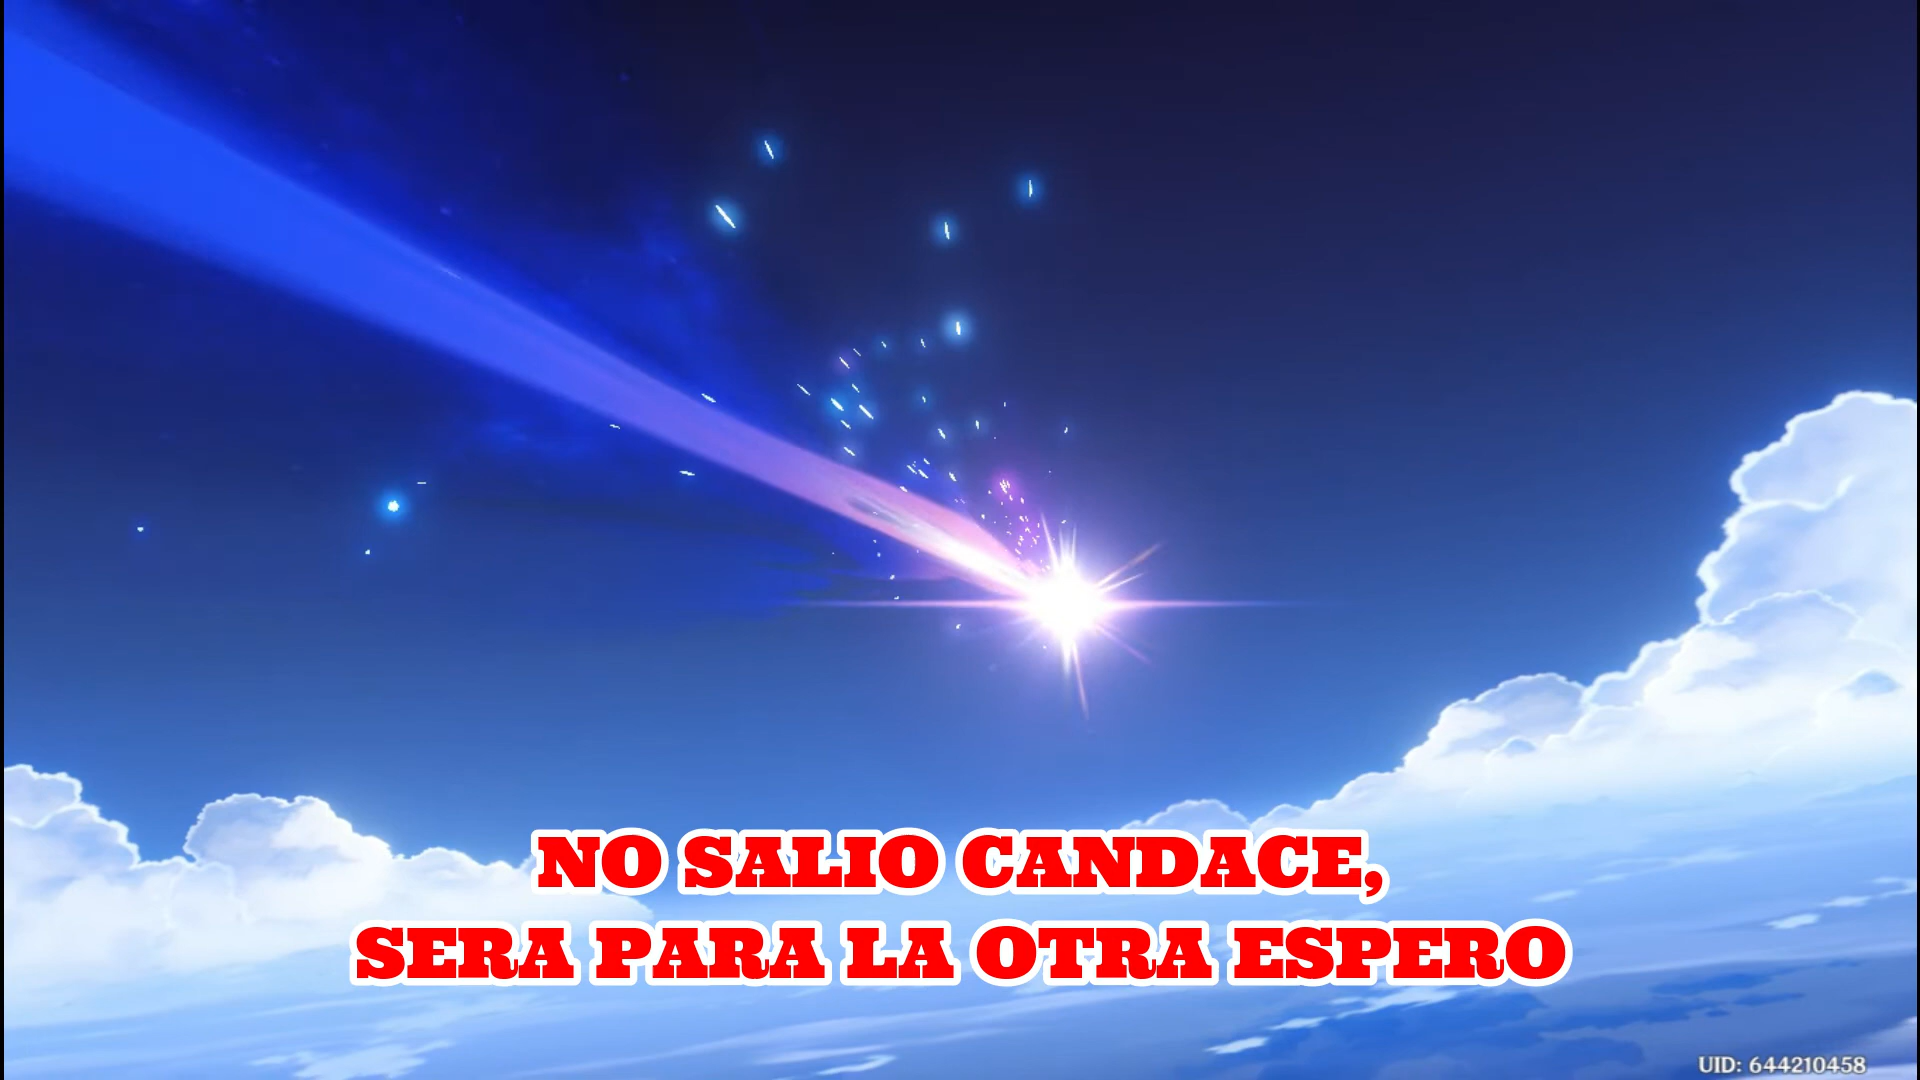 NO SALIO CANDACE,
SERA PARA LA OTRA ESPERO
UID: 644210458